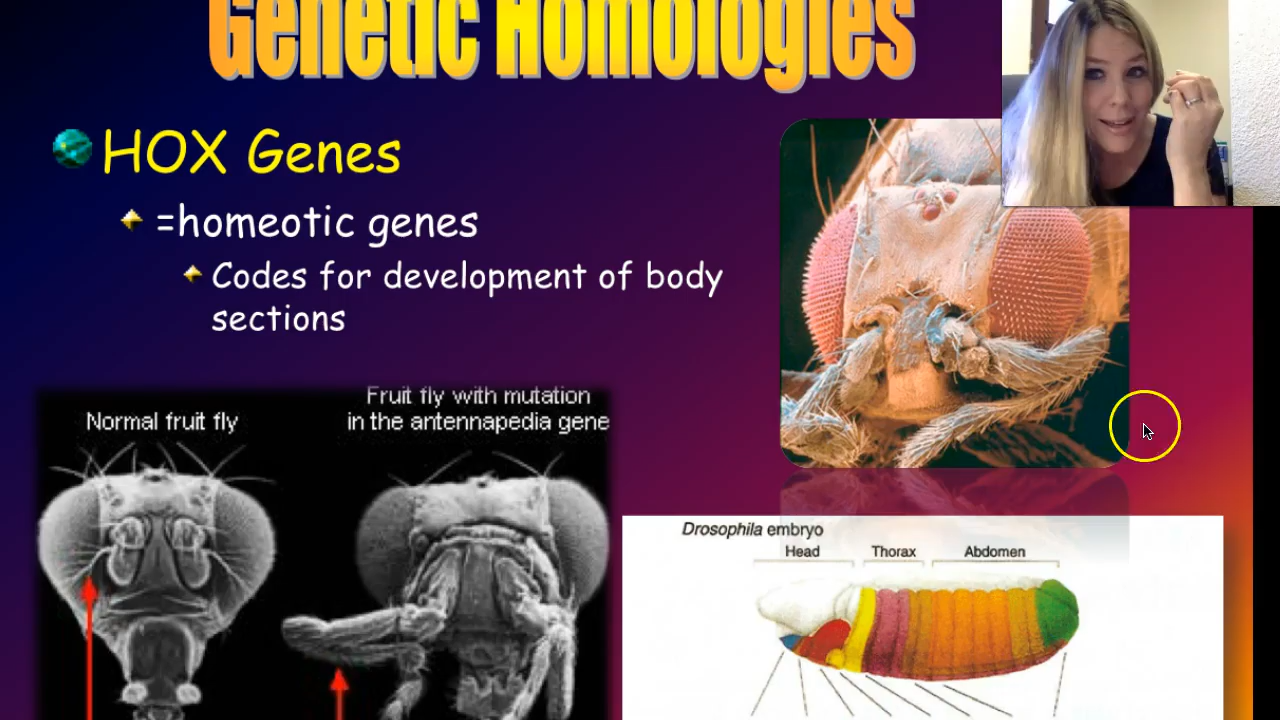 Genetic Homologies
HOX Genes
=homeotic genes
Codes for development of body
sections
Normal fruit fly
Fruit fly with mutation
in the antennapedia gene
Drosophila embryo
Head Thorax Abdomen